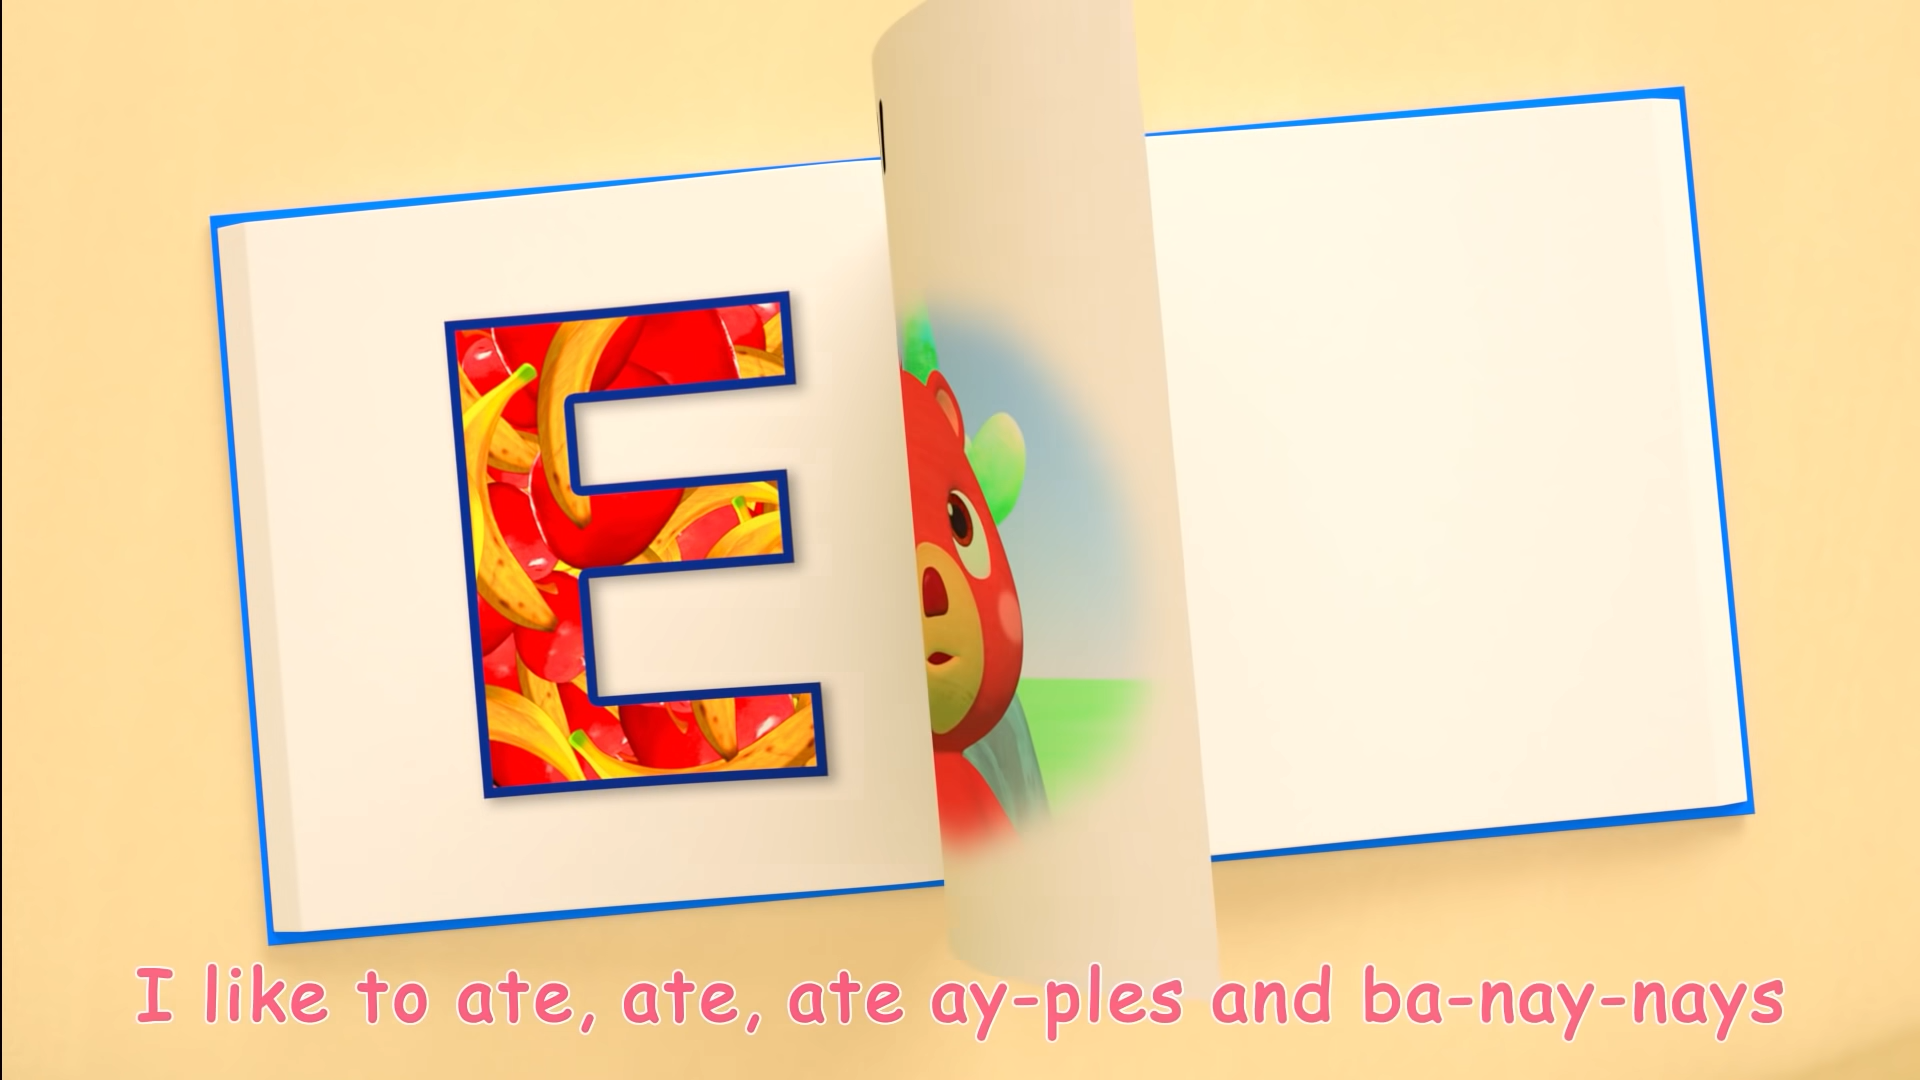 E
I like to ate, ate, ate ay-ples and ba-nay-nays